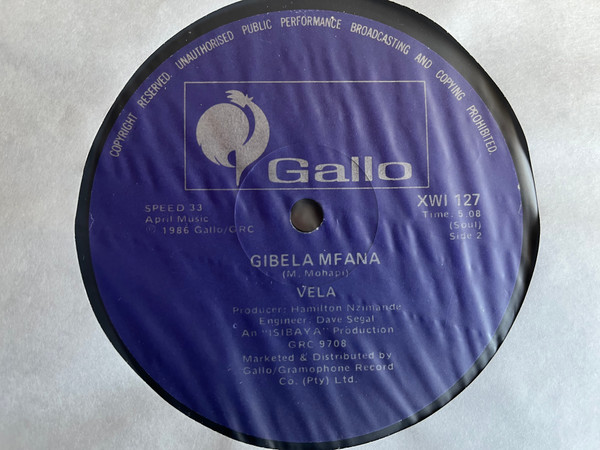 COPYRIGHT RESERVED. UNAUTHORISED PUBLIC PERFORMANCE BROADCASTING AND COPYING PROHIBITED
Gallo
SPEED 33
April Music
℗ 1986 Gallo/GRC
XWI 127
Time: 5.08
(Soul)
Side 2
GIBELA MFANA
(M. Mohapi)
VELA
Producer: Hamilton Nzimande
Engineer: Dave Segal
An "ISIBAYA" Production
GRC 9708
Marketed & Distributed by
Gallo/Gramophone Record
Co. (Pty) Ltd.